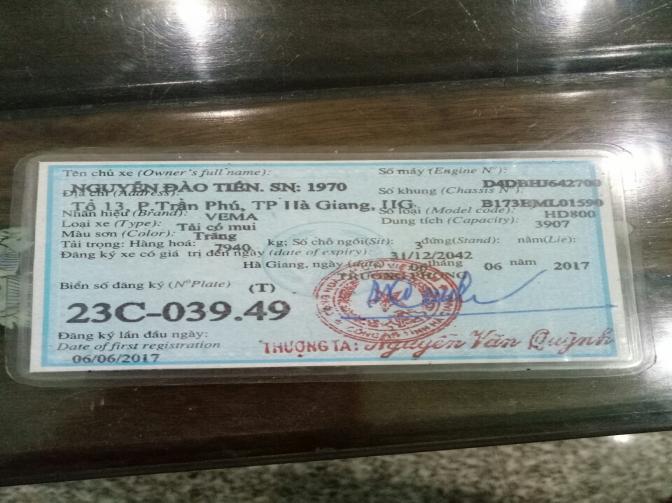 Tên chủ xe (Owner's full name):
NGUYỄN ĐÀO TIẾN. SN: 1970
Địa chỉ (Address):
Tổ 13, P.Trần Phú, TP Hà Giang, HG
Nhãn hiệu (Brand): VEMA
Loại xe (Type): Tải có mui
Màu sơn (Color): Trắng
Tải trọng: Hàng hoá: 7940 kg; Số chỗ ngồi(Sit): 3 đứng(Stand): năm(Lie):
Đăng ký xe có giá trị đến ngày (date of expiry): 31/12/2042
Số máy (Engine N°): D4DBHJ642700
Số khung (Chassis N°): B173EML01590
Số loại (Model code): HD800
Dung tích (Capacity): 3907
Hà Giang, ngày (date) 06 tháng 06 năm 2017
TRƯỞNG PHÒNG
Biển số đăng ký (N°Plate) (T)
23C-039.49
Đăng ký lần đầu ngày:
Date of first registration
06/06/2017
THƯỢNG TÁ: Nguyễn Văn Quỳnh